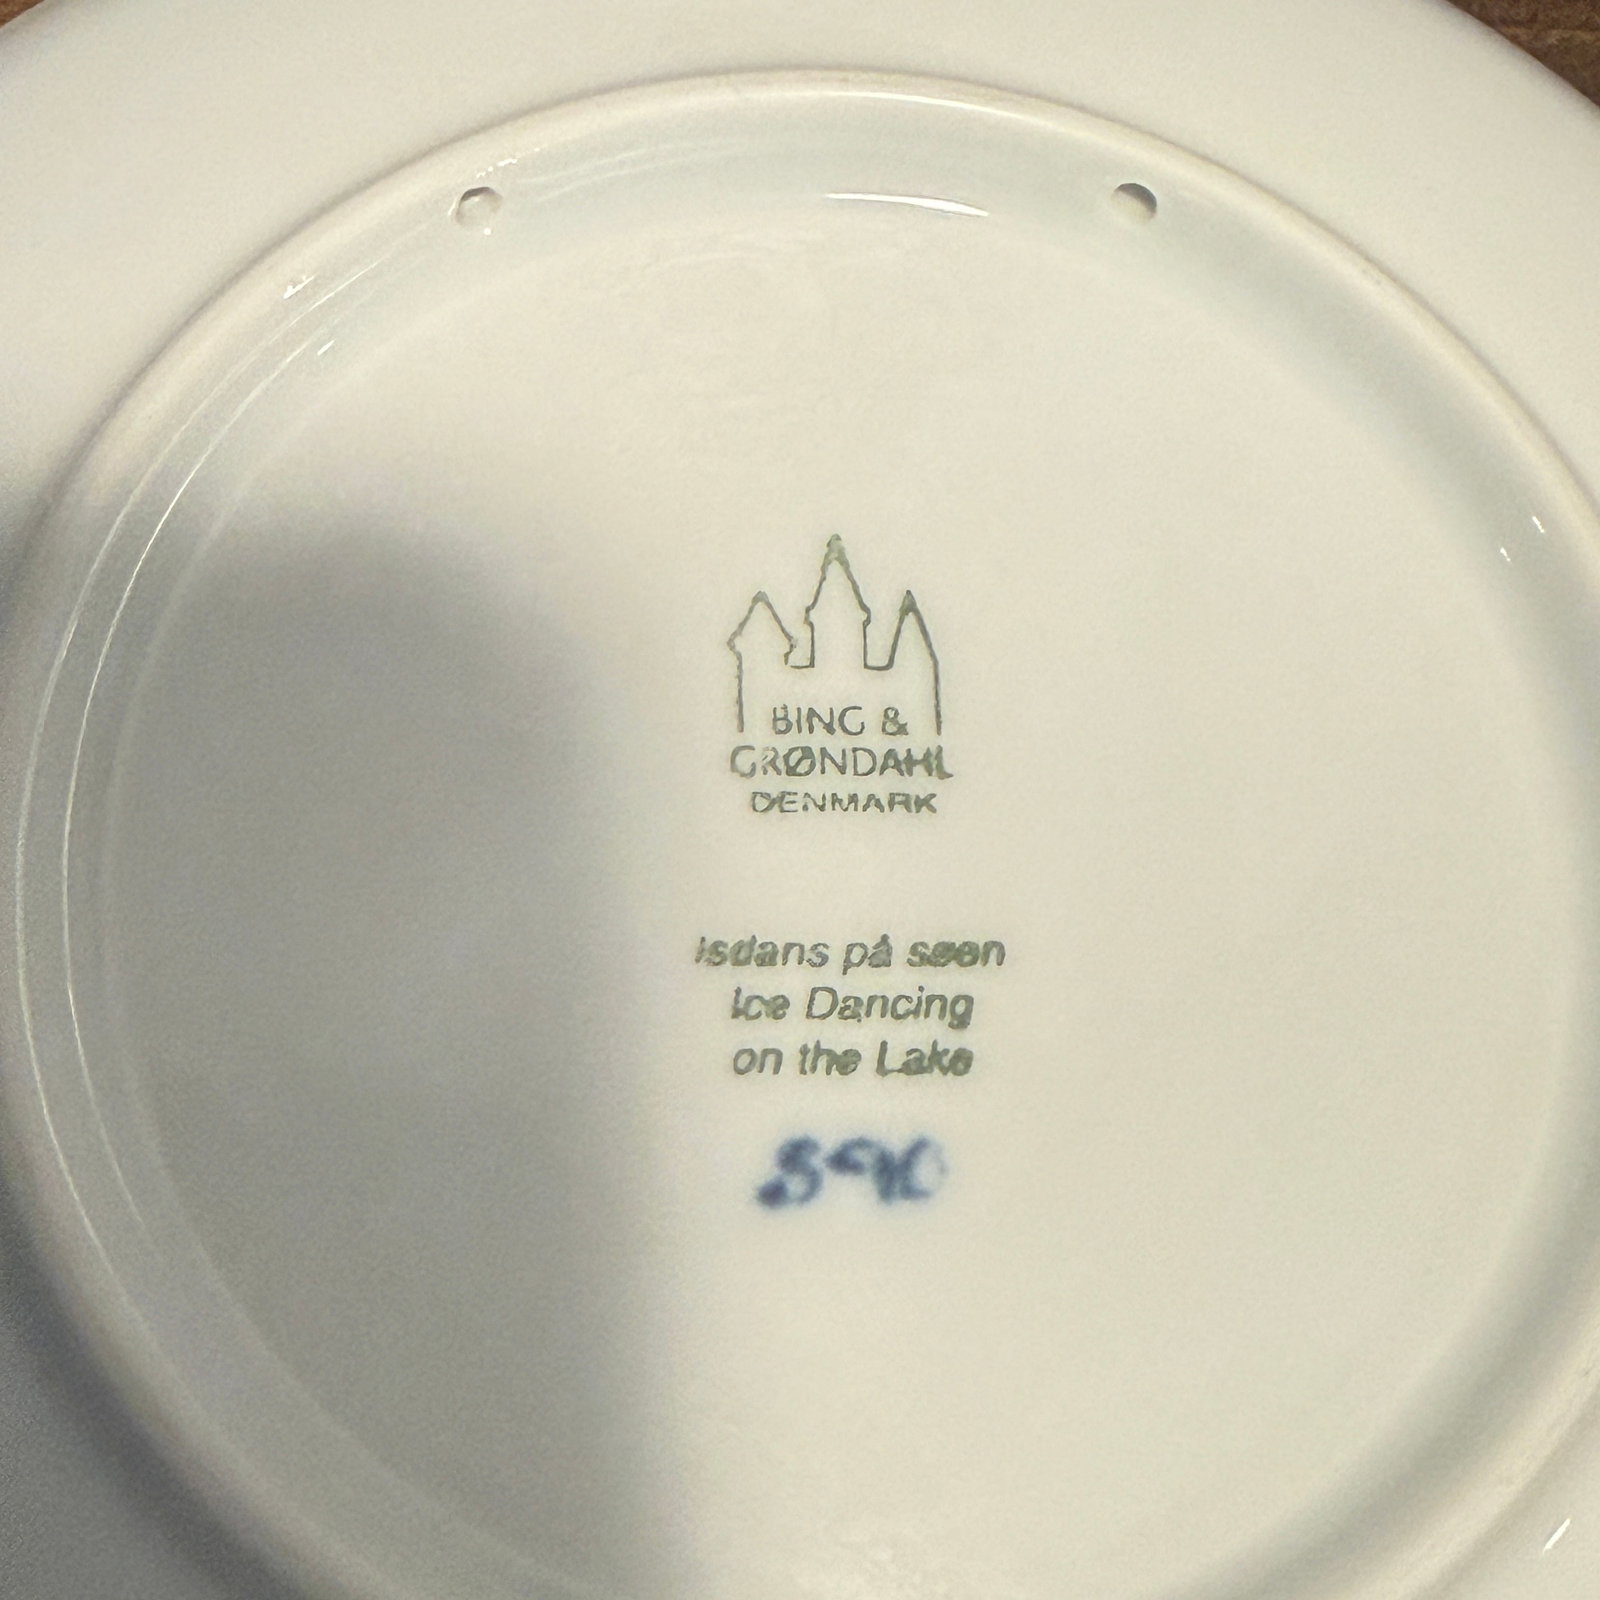 BING &
GRØNDAHL
DENMARK
Isdans på søen
Ice Dancing
on the Lake